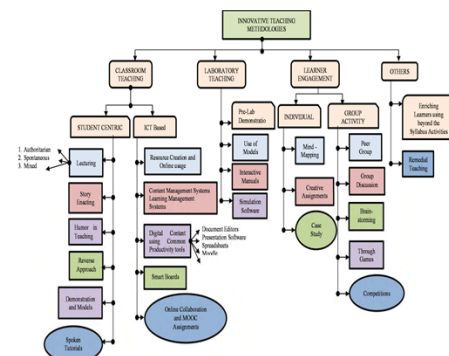 INNOVATIVE TEACHING
METHODOLOGIES
CLASSROOM
TEACHING
LABORATORY
TEACHING
LEARNER
ENGAGEMENT
OTHERS
STUDENT CENTRIC
ICT Based
Pre-Lab
Demonstratio
INDIVIDUAL
GROUP
ACTIVITY
Enriching
Learners using
beyond the
Syllabus Activities
1. Authoritarian
2. Spontaneous
3. Mixed
Lecturing
Resource Creation and
Online usage
Use of
Models
Mind -
Mapping
Peer
Group
Remedial
Teaching
Story
Enacting
Content Management Systems
Learning Management
Systems
Interactive
Manuals
Creative
Assignments
Group
Discussion
Humor in
Teaching
Digital Content
using Common
Productivity tools
Document Editors
Presentation Software
Spreadsheets
Simulation
Software
Case
Study
Brain-
storming
Reverse
Approach
Smart Boards
Through
Games
Demonstration
and Models
Online Collaboration
and MOOC
Assignments
Competitions
Spoken
Tutorials